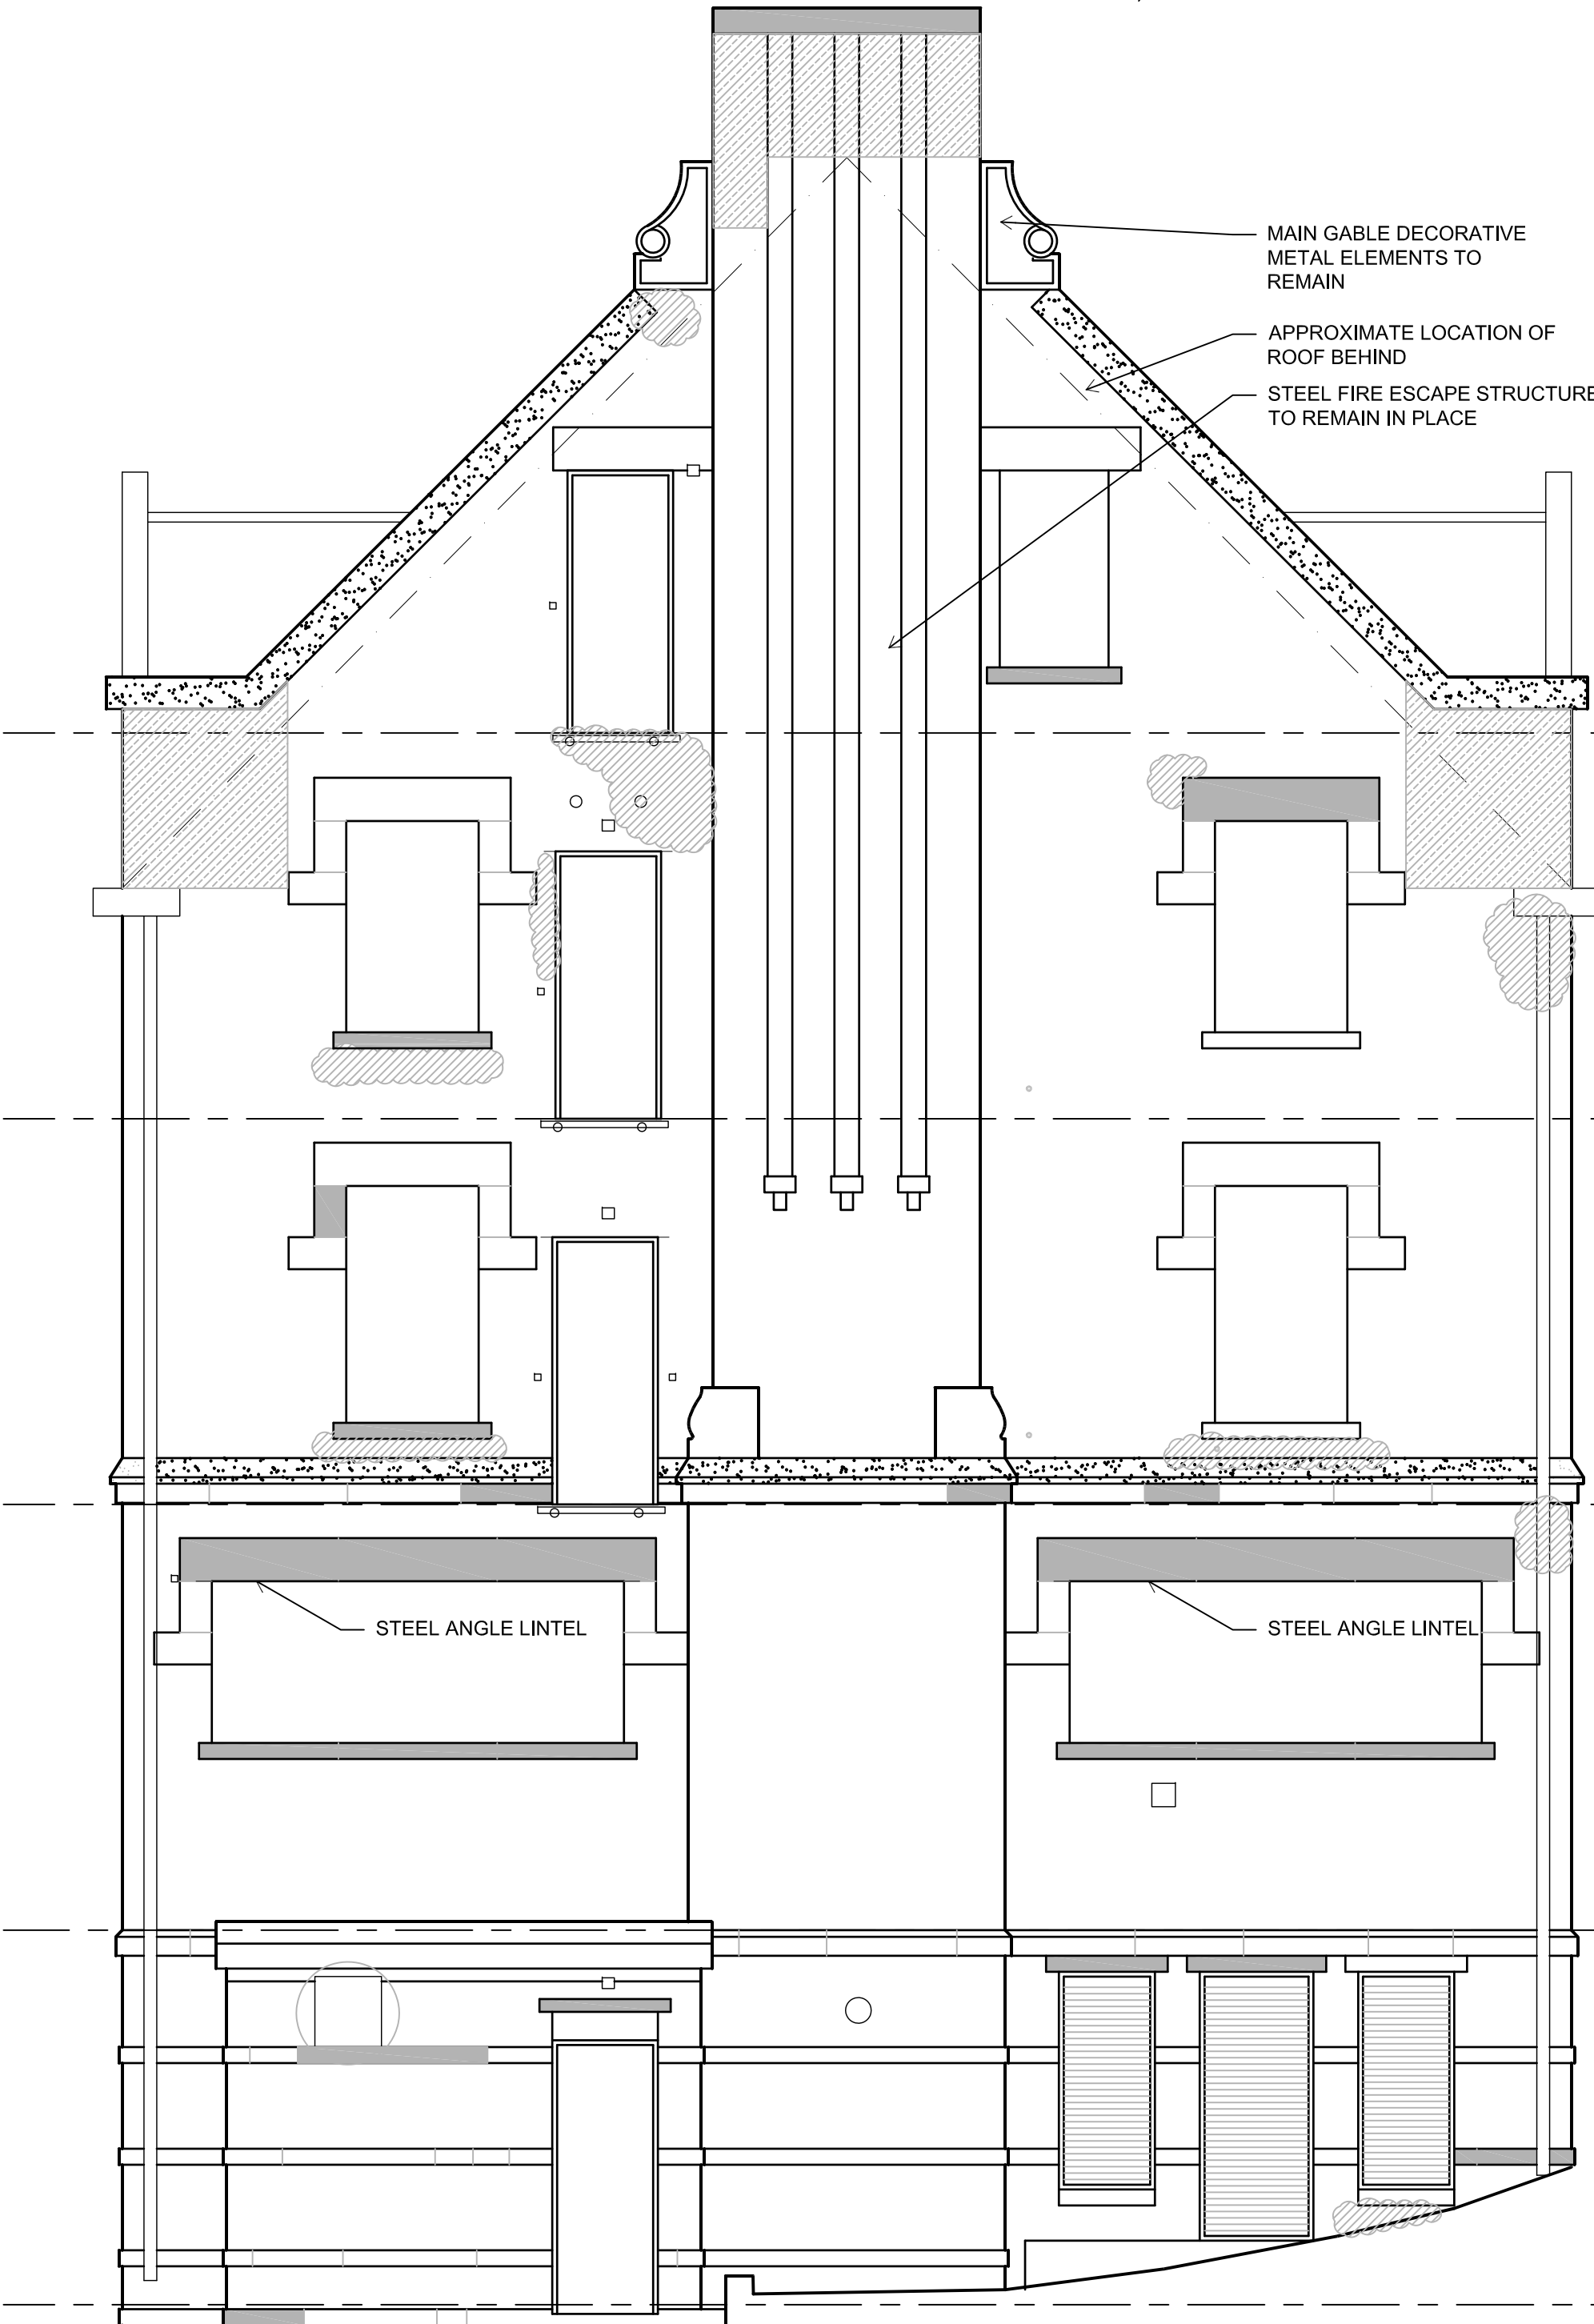 MAIN GABLE DECORATIVE
METAL ELEMENTS TO
REMAIN
APPROXIMATE LOCATION OF
ROOF BEHIND
STEEL FIRE ESCAPE STRUCTURE
TO REMAIN IN PLACE
STEEL ANGLE LINTEL
STEEL ANGLE LINTEL